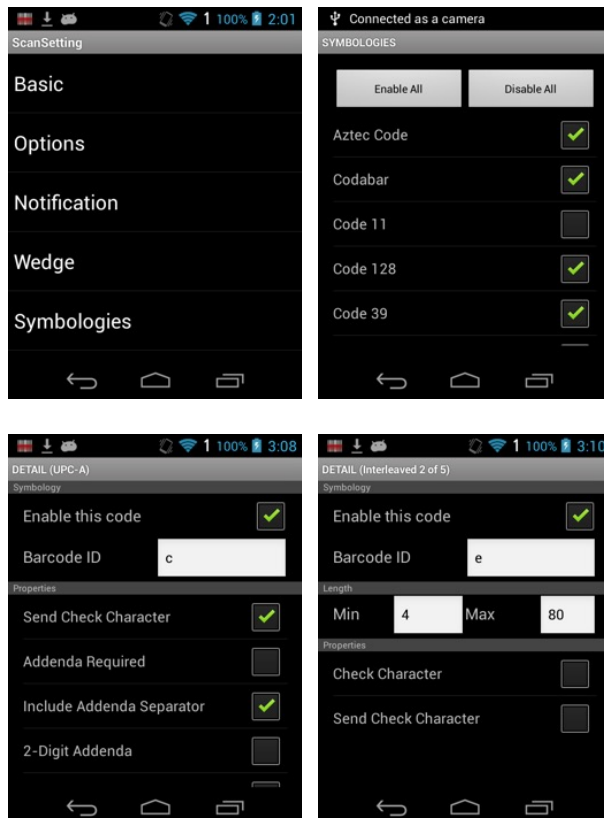 1 100% 2:01
ScanSetting
Basic
Options
Notification
Wedge
Symbologies
Connected as a camera
SYMBOLOGIES
Enable All Disable All
Aztec Code
Codabar
Code 11
Code 128
Code 39
1 100% 3:08
DETAIL (UPC-A)
Symbology
Enable this code
Barcode ID c
Properties
Send Check Character
Addenda Required
Include Addenda Separator
2-Digit Addenda
1 100% 3:10
DETAIL (Interleaved 2 of 5)
Symbology
Enable this code
Barcode ID e
Length
Min 4 Max 80
Properties
Check Character
Send Check Character